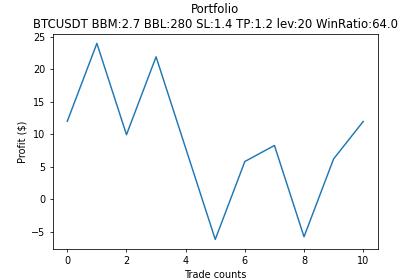 Portfolio
BTCUSDT BBM:2.7 BBL:280 SL:1.4 TP:1.2 lev:20 WinRatio:64.0
25
20
15
10
5
0
−5
Profit ($)
0 2 4 6 8 10
Trade counts